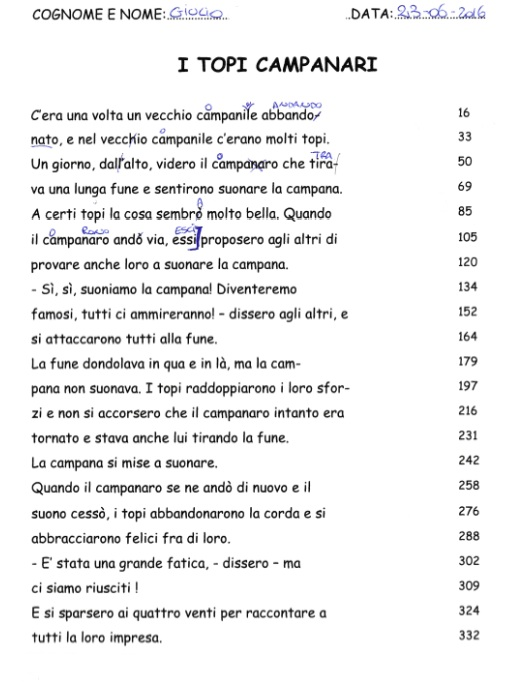 COGNOME E NOME: Giulio DATA: 23-06-2016
I TOPI CAMPANARI
C'era una volta un vecchio campanile abbando- 16
nato, e nel vecchio campanile c'erano molti topi. 33
Un giorno, dall'alto, videro il campanaro che tira- 50
va una lunga fune e sentirono suonare la campana. 69
A certi topi la cosa sembrò molto bella. Quando 85
il campanaro andò via, essi proposero agli altri di 105
provare anche loro a suonare la campana. 120
- Sì, sì, suoniamo la campana! Diventeremo 134
famosi, tutti ci ammireranno! - dissero agli altri, e 152
si attaccarono tutti alla fune. 164
La fune dondolava in qua e in là, ma la cam- 179
pana non suonava. I topi raddoppiarono i loro sfor- 197
zi e non si accorsero che il campanaro intanto era 216
tornato e stava anche lui tirando la fune. 231
La campana si mise a suonare. 242
Quando il campanaro se ne andò di nuovo e il 258
suono cessò, i topi abbandonarono la corda e si 276
abbracciarono felici fra di loro. 288
- E' stata una grande fatica, - dissero - ma 302
ci siamo riusciti ! 309
E si sparsero ai quattro venti per raccontare a 324
tutti la loro impresa. 332